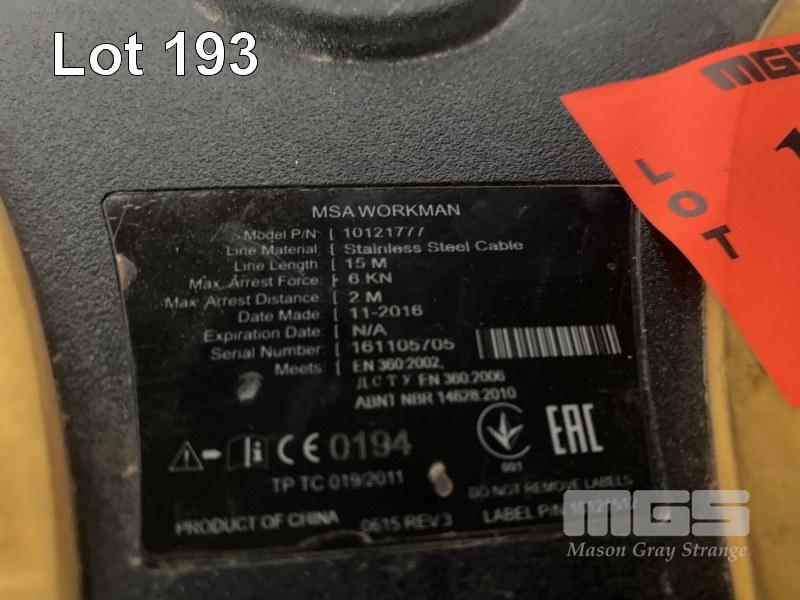 Lot 193
MGS
LOT
MSA WORKMAN
Model P/N: [ 10121777
Line Material: [ Stainless Steel Cable
Line Length: [ 15 M
Max. Arrest Force: [ 6 KN
Max. Arrest Distance: [ 2 M
Date Made: [ 11-2016
Expiration Date: [ N/A
Serial Number: [ 161105705
Meets: [ EN 360:2002,
ДСТУ EN 360:2006
ABNT NBR 14628:2010
CE 0194
001
EAC
TP TC 019/2011
DO NOT REMOVE LABELS
PRODUCT OF CHINA 0615 REV 3 LABEL P/N
MGS
Mason Gray Strange